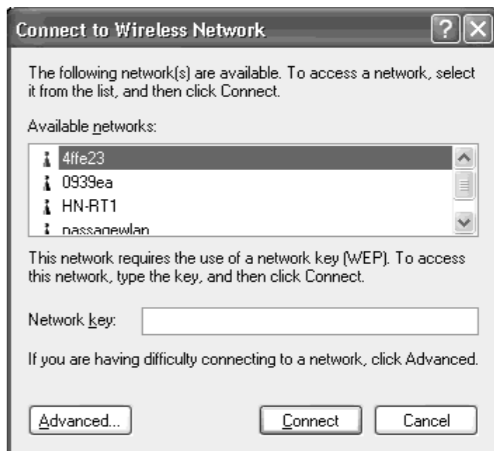 Connect to Wireless Network
The following network(s) are available. To access a network, select
it from the list, and then click Connect.
Available networks:
4ffe23
0939ea
HN-RT1
passagewlan
This network requires the use of a network key (WEP). To access
this network, type the key, and then click Connect.
Network key:
If you are having difficulty connecting to a network, click Advanced.
Advanced... Connect Cancel